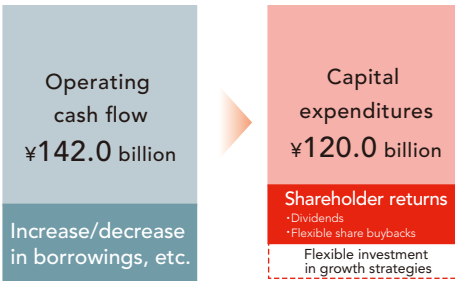 Operating
cash flow
¥142.0 billion
Increase/decrease
in borrowings, etc.
Capital
expenditures
¥120.0 billion
Shareholder returns
・Dividends
・Flexible share buybacks
Flexible investment
in growth strategies